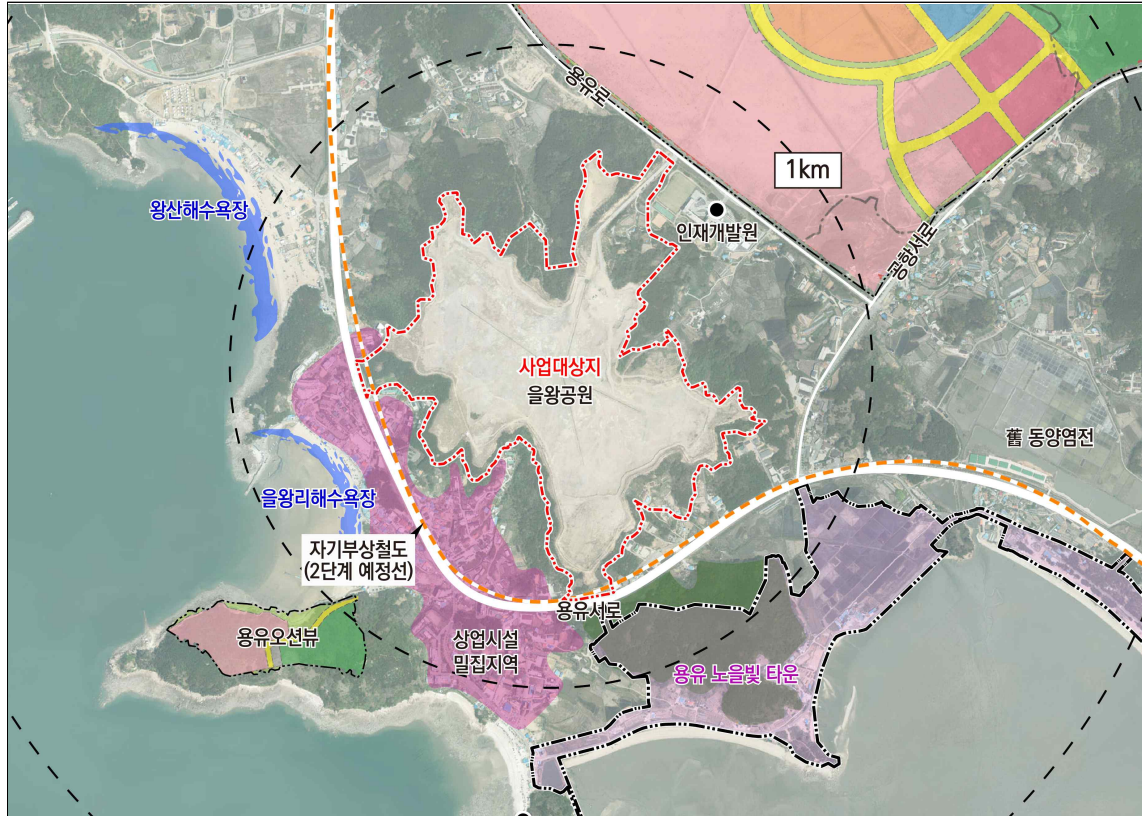 용유로
1km
왕산해수욕장
인재개발원
공항서로
사업대상지
을왕공원
舊 동양염전
을왕리해수욕장
자기부상철도
(2단계 예정선)
용유서로
용유오션뷰
상업시설
밀집지역
용유 노을빛 타운